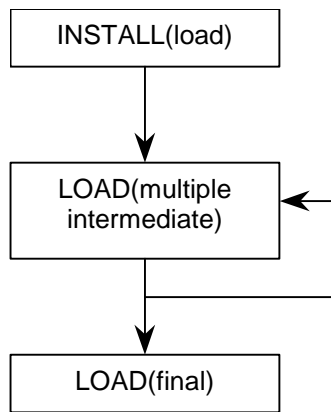 INSTALL(load)
LOAD(multiple
intermediate)
LOAD(final)